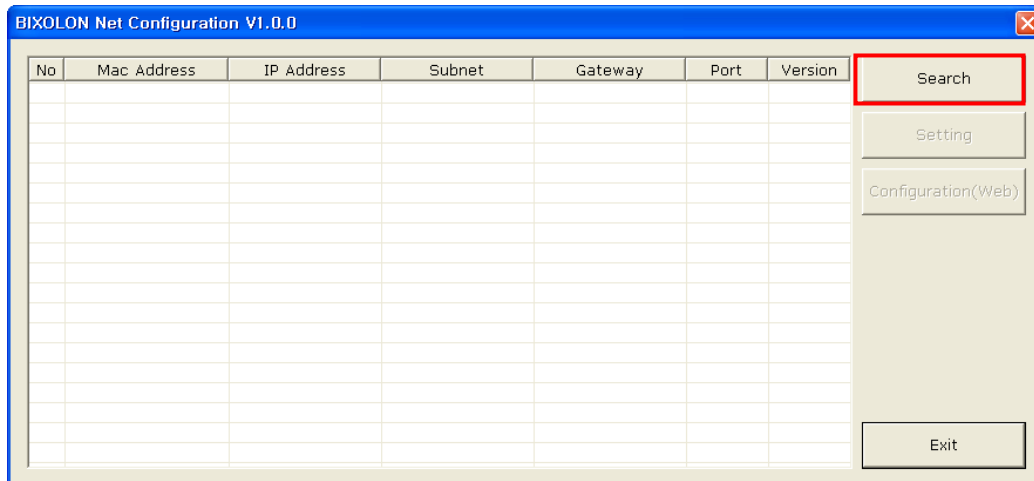 BIXOLON Net Configuration V1.0.0
No Mac Address IP Address Subnet Gateway Port Version
Search
Setting
Configuration(Web)
Exit